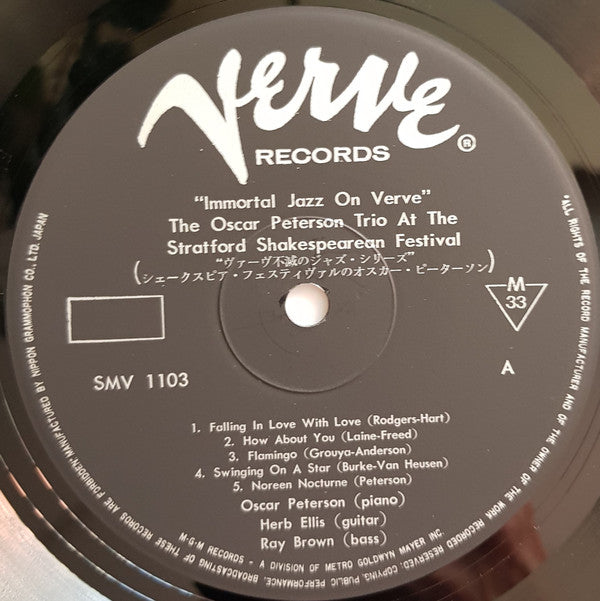 Verve
®
RECORDS
"Immortal Jazz On Verve"
The Oscar Peterson Trio At The
Stratford Shakespearean Festival
"ヴァーヴ不滅のジャズ・シリーズ"
(シェークスピア・フェスティヴァルのオスカー・ピーターソン)
M
33
SMV 1103
A
1. Falling In Love With Love (Rodgers-Hart)
2. How About You (Laine-Freed)
3. Flamingo (Grouya-Anderson)
4. Swinging On A Star (Burke-Van Heusen)
5. Noreen Nocturne (Peterson)
Oscar Peterson (piano)
Herb Ellis (guitar)
Ray Brown (bass)
M-G-M RECORDS - A DIVISION OF METRO GOLDWIN MAYER INC
"ALL RIGHTS OF THE RECORD MANUFACTURER AND OF THE OWNER OF THE WORK RESERVED. COPYING, PUBLIC PERFORMANCE, BROADCASTING OF THESE RECORDS ARE FORBIDDEN" MANUFACTURED BY NIPPON GRAMMOPHON CO., LTD. JAPAN